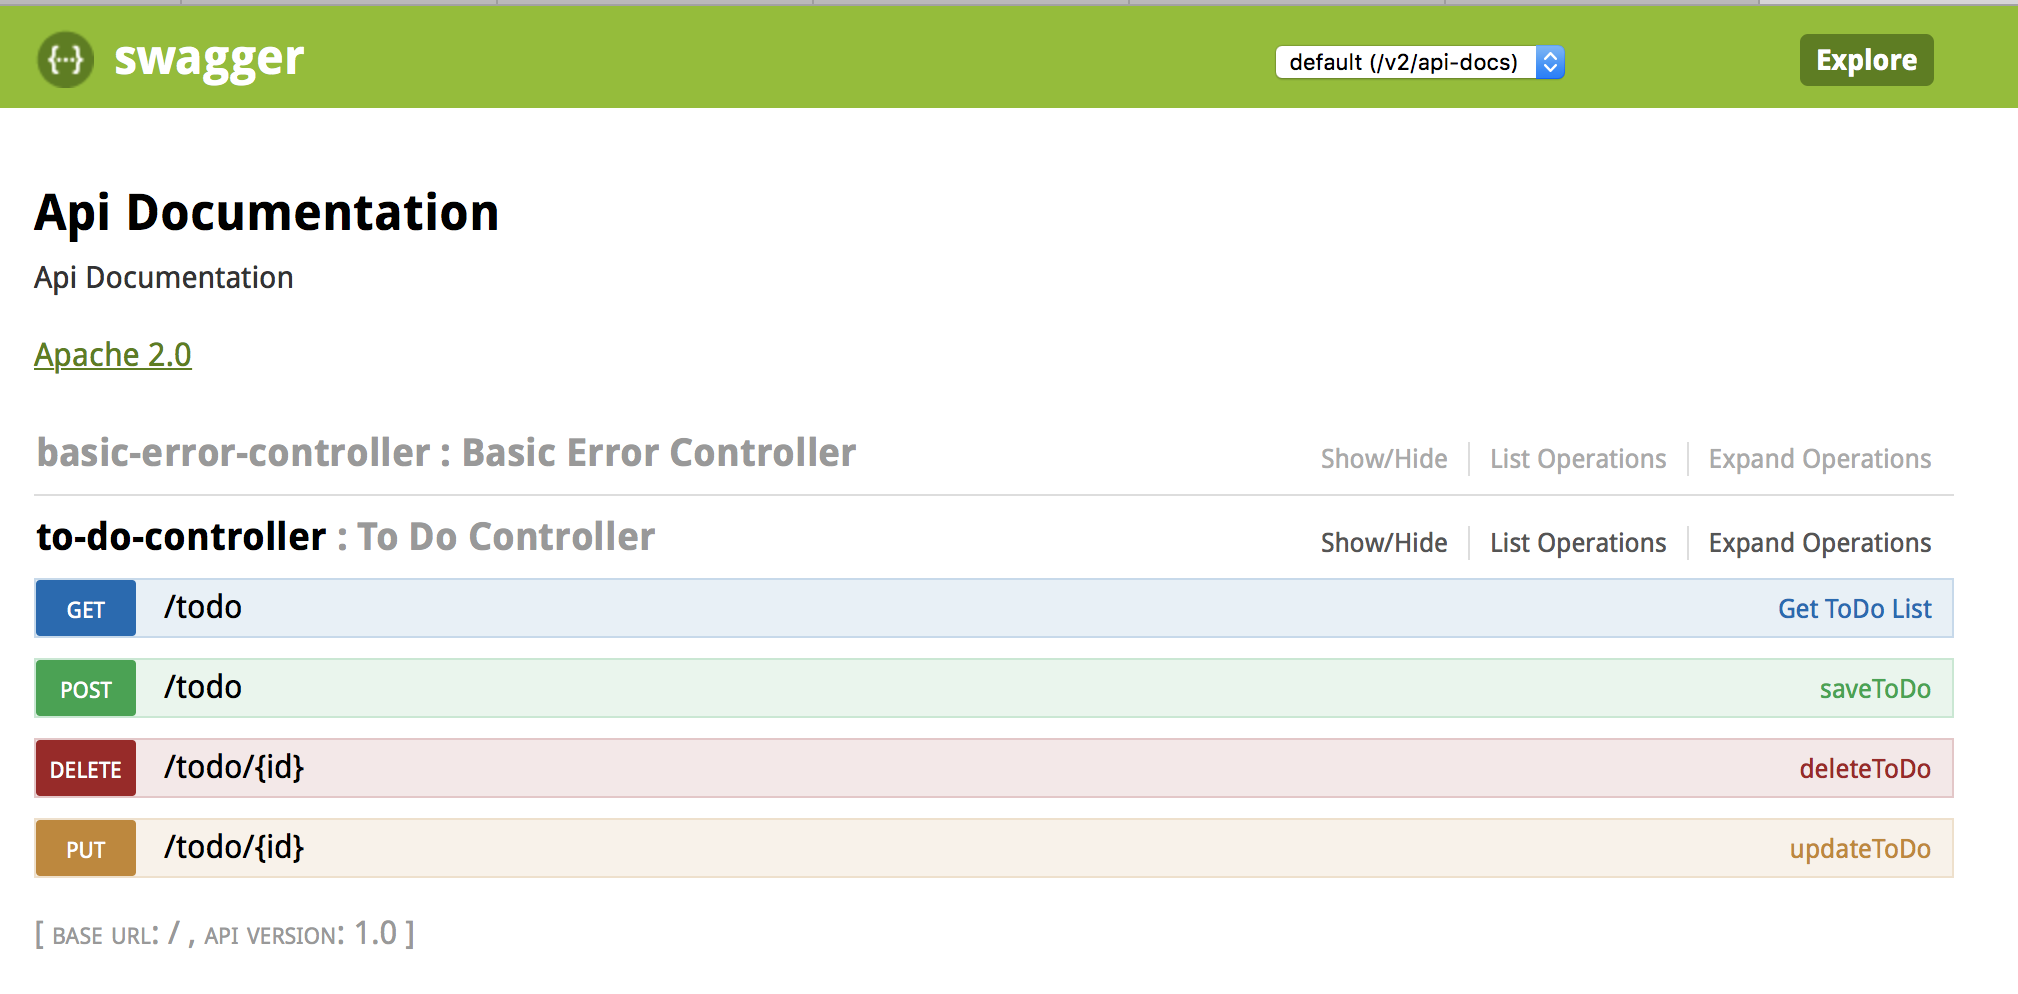 {···} swagger default (/v2/api-docs) Explore
Api Documentation
Api Documentation
Apache 2.0
basic-error-controller : Basic Error Controller Show/Hide List Operations Expand Operations
to-do-controller : To Do Controller Show/Hide List Operations Expand Operations
GET /todo Get ToDo List
POST /todo saveToDo
DELETE /todo/{id} deleteToDo
PUT /todo/{id} updateToDo
[ BASE URL: / , API VERSION: 1.0 ]